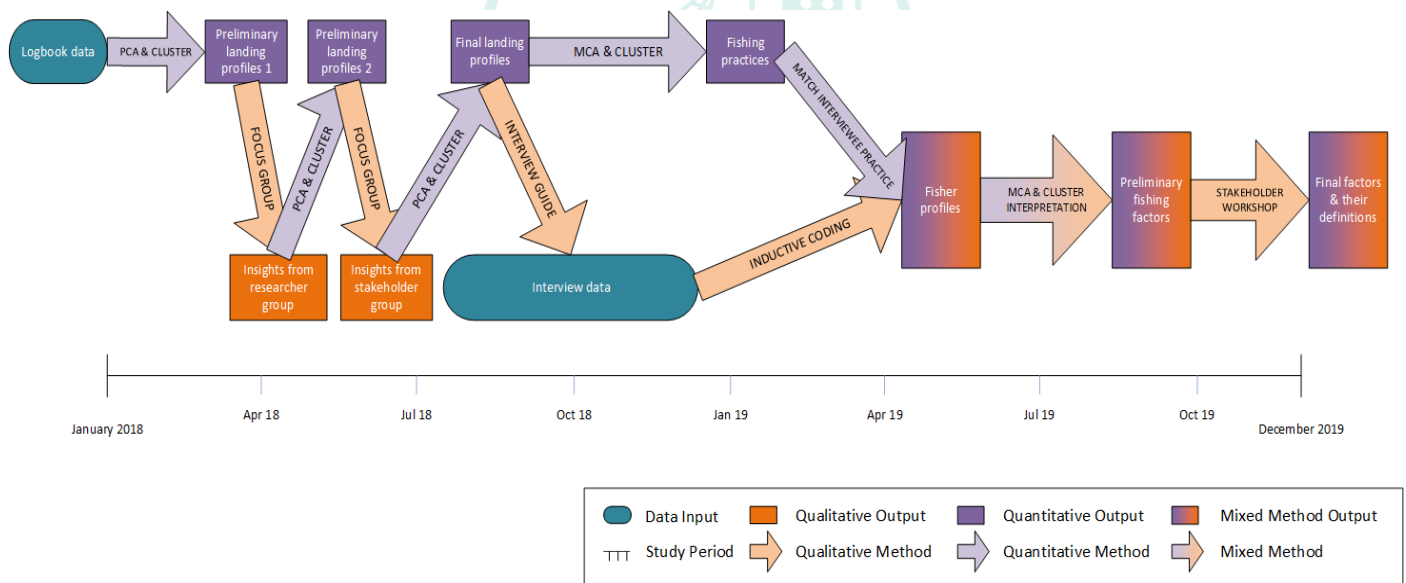 Logbook data
PCA & CLUSTER
Preliminary
landing
profiles 1
Preliminary
landing
profiles 2
Final landing
profiles
MCA & CLUSTER
Fishing
practices
FOCUS GROUP
PCA & CLUSTER
FOCUS GROUP
PCA & CLUSTER
INTERVIEW GUIDE
MATCH INTERVIEWEE PRACTICE
Insights from
researcher
group
Insights from
stakeholder
group
Interview data
INDUCTIVE CODING
Fisher
profiles
MCA & CLUSTER
INTERPRETATION
Preliminary
fishing
factors
STAKEHOLDER
WORKSHOP
Final factors
& their
definitions
January 2018
Apr 18
Jul 18
Oct 18
Jan 19
Apr 19
Jul 19
Oct 19
December 2019
Data Input
Qualitative Output
Quantitative Output
Mixed Method Output
Study Period
Qualitative Method
Quantitative Method
Mixed Method